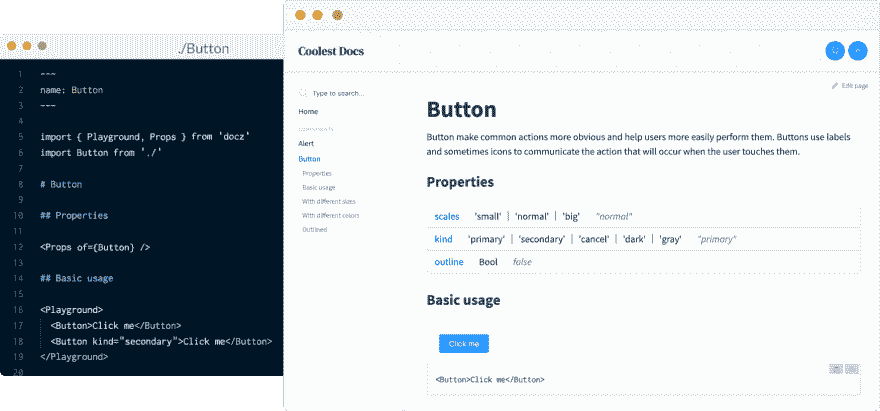 ./Button
1 ---
2 name: Button
3 ---
4
5 import { Playground, Props } from 'docz'
6 import Button from './'
7
8 # Button
9
10 ## Properties
11
12 <Props of={Button} />
13
14 ## Basic usage
15
16 <Playground>
17 <Button>Click me</Button>
18 <Button kind="secondary">Click me</Button>
19 </Playground>
20
Coolest Docs
Type to search...
Home
Alert
Button
Properties
Basic usage
With different sizes
With different colors
Outlined
Edit page
Button
Button make common actions more obvious and help users more easily perform them. Buttons use labels
and sometimes icons to communicate the action that will occur when the user touches them.
Properties
scales 'small' | 'normal' | 'big' "normal"
kind 'primary' | 'secondary' | 'cancel' | 'dark' | 'gray' "primary"
outline Bool false
Basic usage
Click me
<Button>Click me</Button>